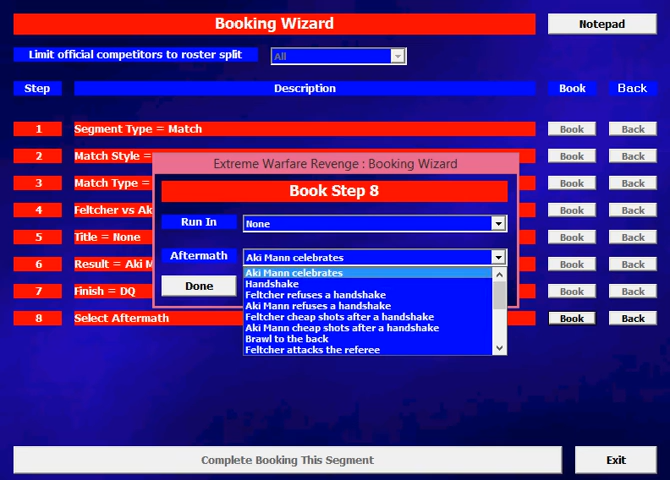 Booking Wizard
Notepad
Limit official competitors to roster split
All
Step
Description
Book
Back
1
Segment Type = Match
Book
Back
2
Match Style =
Book
Back
Extreme Warfare Revenge : Booking Wizard
3
Match Type =
Book
Back
Book Step 8
4
Feltcher vs Ak
Book
Back
Run In
None
5
Title = None
Book
Back
Aftermath
Aki Mann celebrates
6
Result = Aki M
Book
Back
Aki Mann celebrates
Handshake
Feltcher refuses a handshake
Aki Mann refuses a handshake
Feltcher cheap shots after a handshake
Aki Mann cheap shots after a handshake
Brawl to the back
Feltcher attacks the referee
Done
7
Finish = DQ
Book
Back
8
Select Aftermath
Book
Back
Complete Booking This Segment
Exit